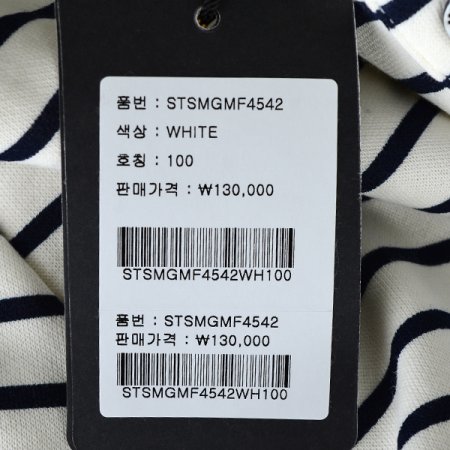 품번 : STSMGMF4542
색상 : WHITE
호칭 : 100
판매가격 : ₩130,000
STSMGMF4542WH100
품번 : STSMGMF4542
판매가격 : ₩130,000
STSMGMF4542WH100